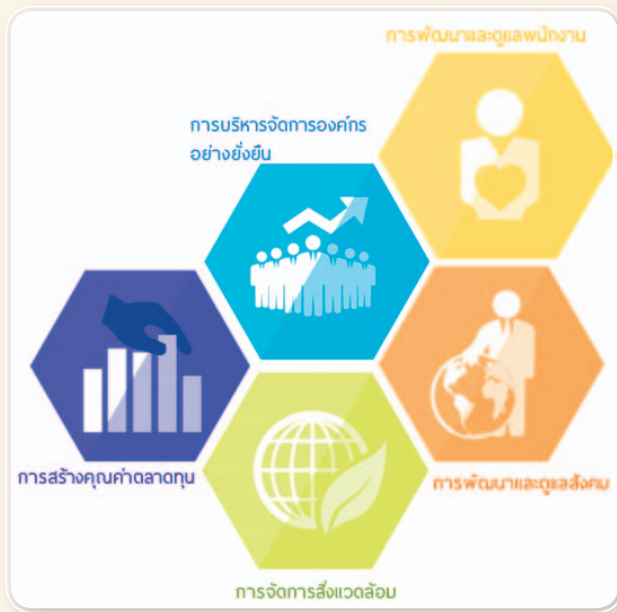 การพัฒนาและดูแลพนักงาน
การบริหารจัดการองค์กร
อย่างยั่งยืน
การสร้างคุณค่าตลาดทุน
การพัฒนาและดูแลสังคม
การจัดการสิ่งแวดล้อม